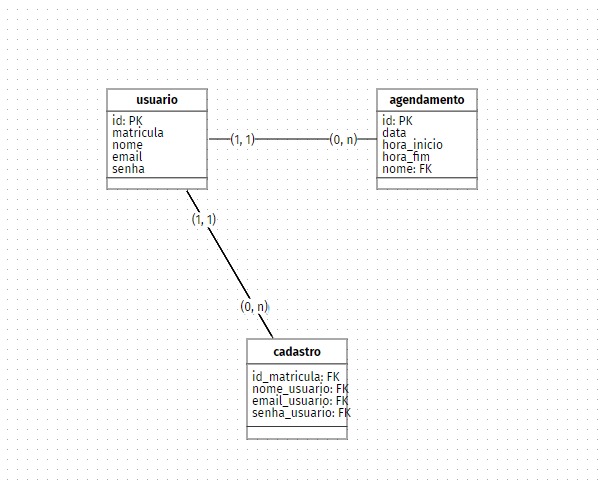 usuario
id: PK
matricula
nome
email
senha
(1, 1)
(0, n)
agendamento
id: PK
data
hora_inicio
hora_fim
nome: FK
(1, 1)
(0, n)
cadastro
id_matricula: FK
nome_usuario: FK
email_usuario: FK
senha_usuario: FK